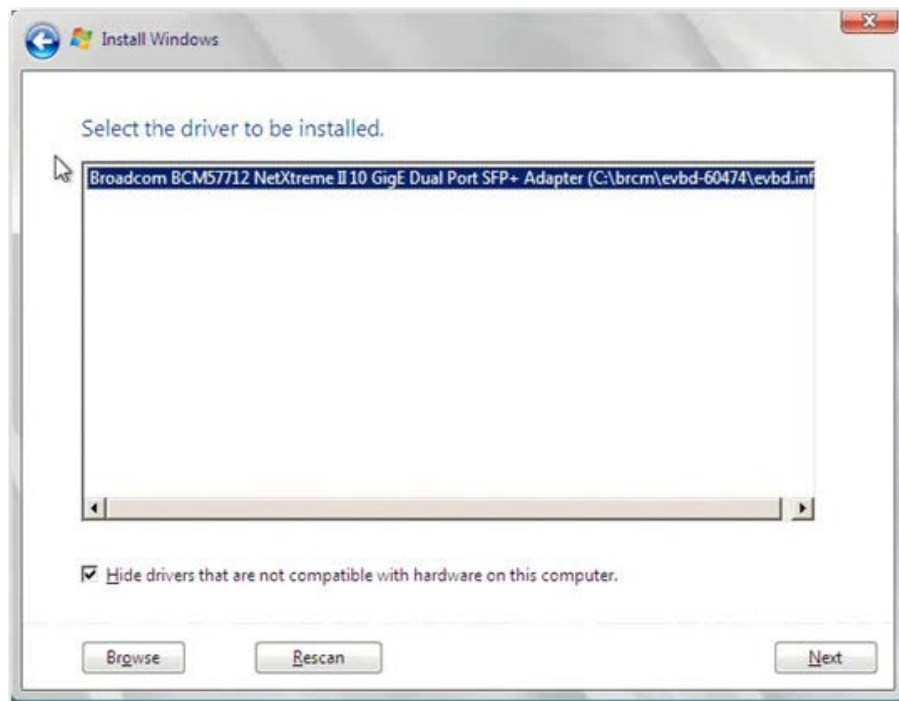 Install Windows
Select the driver to be installed.
Broadcom BCM57712 NetXtreme II 10 GigE Dual Port SFP+ Adapter (C:\brcm\evbd-60474\evbd.inf
Hide drivers that are not compatible with hardware on this computer.
Browse Rescan Next